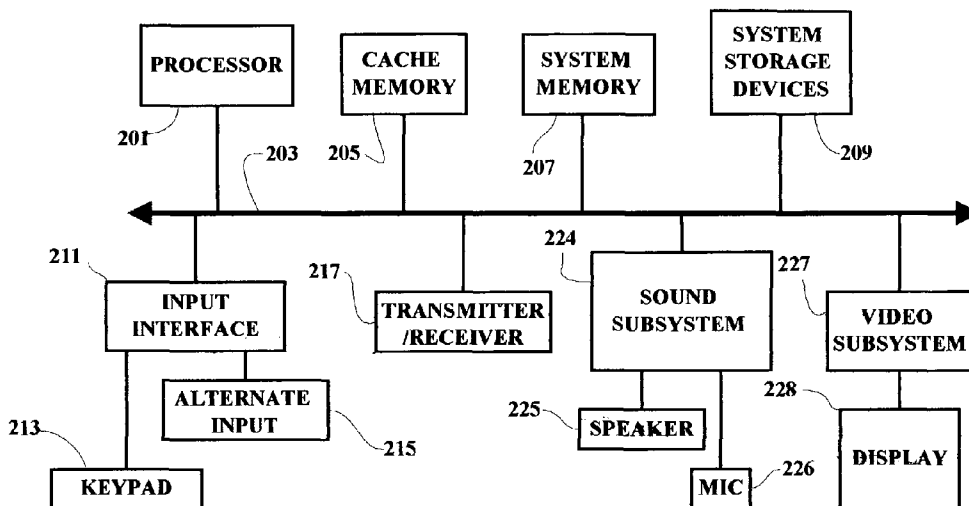 PROCESSOR
CACHE
MEMORY
SYSTEM
MEMORY
SYSTEM
STORAGE
DEVICES
201
203
205
207
209
211
INPUT
INTERFACE
217
TRANSMITTER
/RECEIVER
224
SOUND
SUBSYSTEM
227
VIDEO
SUBSYSTEM
ALTERNATE
INPUT
215
213
KEYPAD
225
SPEAKER
MIC
226
228
DISPLAY